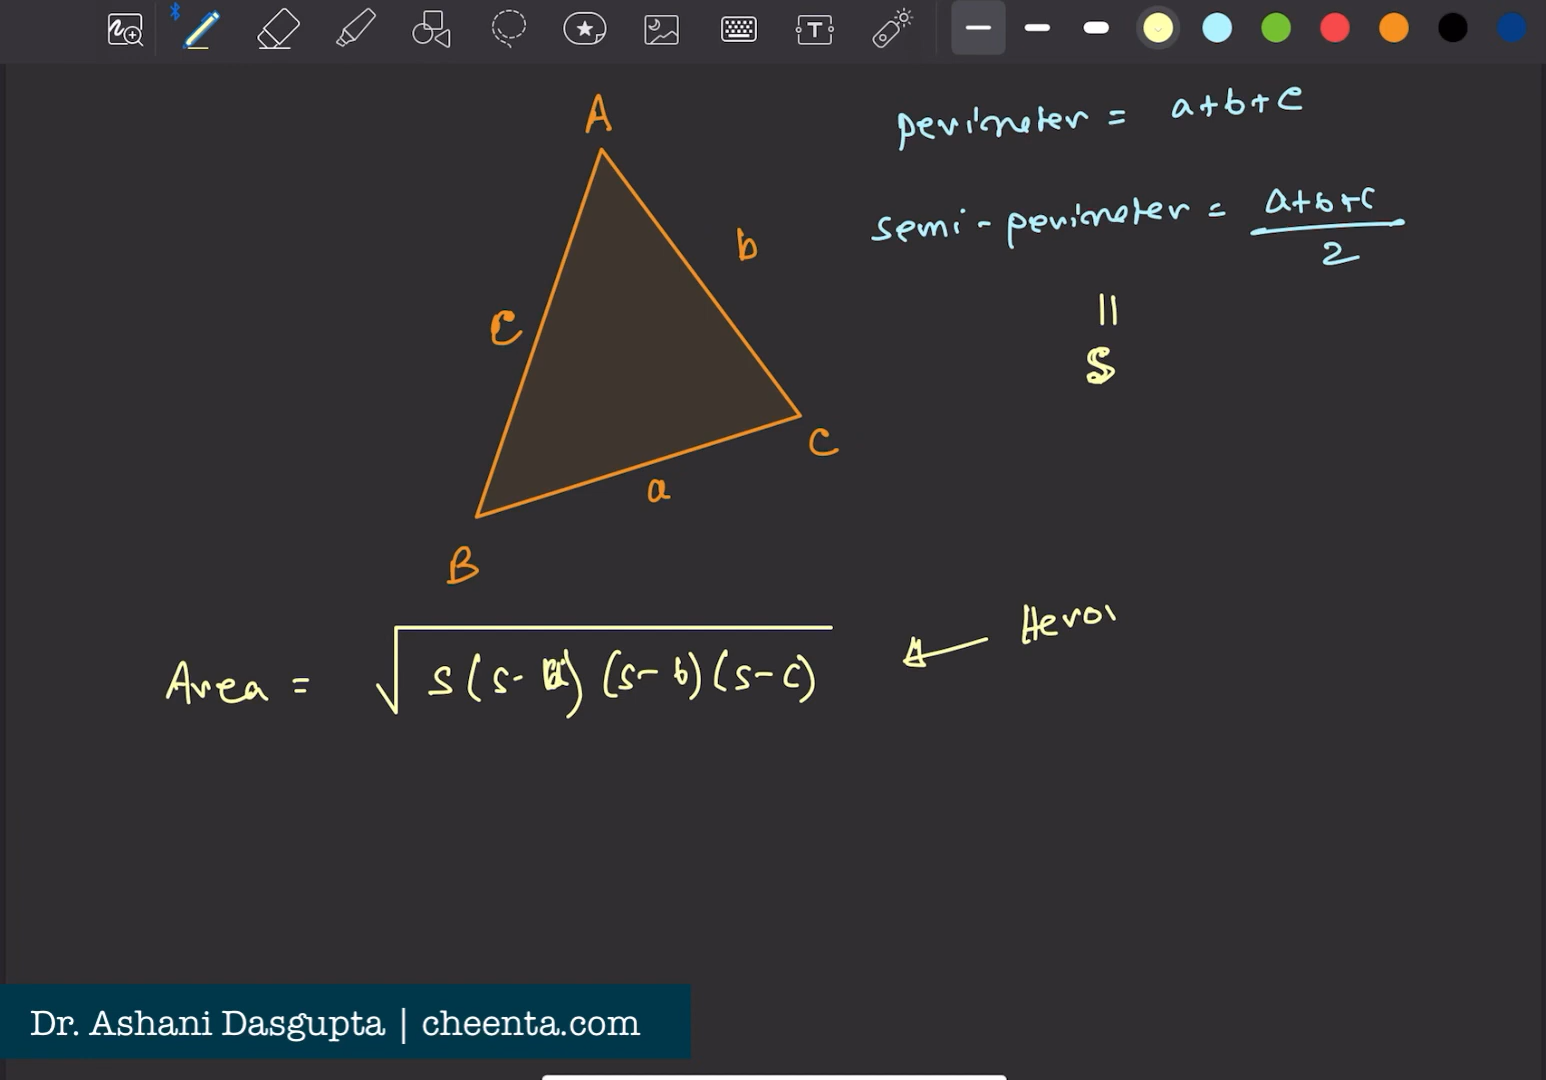 A
perimeter = a+b+c
semi-perimeter = a+b+c
2
b
||
c
s
C
a
B
Area = √ s(s-a)(s-b)(s-c)
Hero
Dr. Ashani Dasgupta | cheenta.com